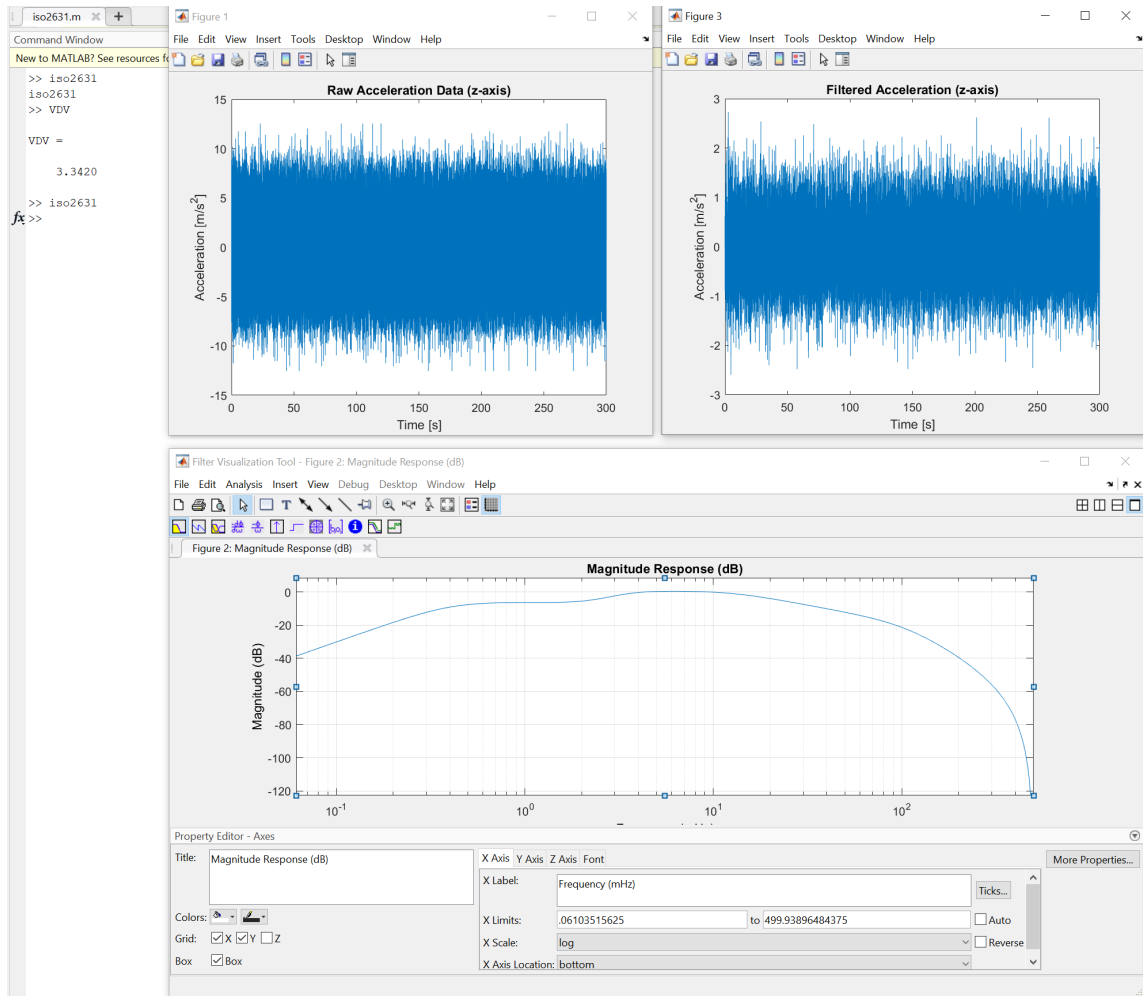 iso2631.m
Command Window
New to MATLAB? See resources fo
>> iso2631
iso2631
>> VDV
VDV =
3.3420
>> iso2631
fx >>
Figure 1
File Edit View Insert Tools Desktop Window Help
Raw Acceleration Data (z-axis)
15
10
5
0
-5
-10
-15
Acceleration [m/s²]
0 50 100 150 200 250 300
Time [s]
Figure 3
File Edit View Insert Tools Desktop Window Help
Filtered Acceleration (z-axis)
3
2
1
0
-1
-2
-3
Acceleration [m/s²]
0 50 100 150 200 250 300
Time [s]
Filter Visualization Tool - Figure 2: Magnitude Response (dB)
File Edit Analysis Insert View Debug Desktop Window Help
Figure 2: Magnitude Response (dB)
Magnitude Response (dB)
0
-20
-40
-60
-80
-100
-120
Magnitude (dB)
10⁻¹ 10⁰ 10¹ 10²
Property Editor - Axes
Title: Magnitude Response (dB)
Colors:
Grid: X Y Z
Box Box
X Axis Y Axis Z Axis Font
X Label: Frequency (mHz) Ticks...
X Limits: .06103515625 to 499.93896484375 Auto
X Scale: log Reverse
X Axis Location: bottom
More Properties...